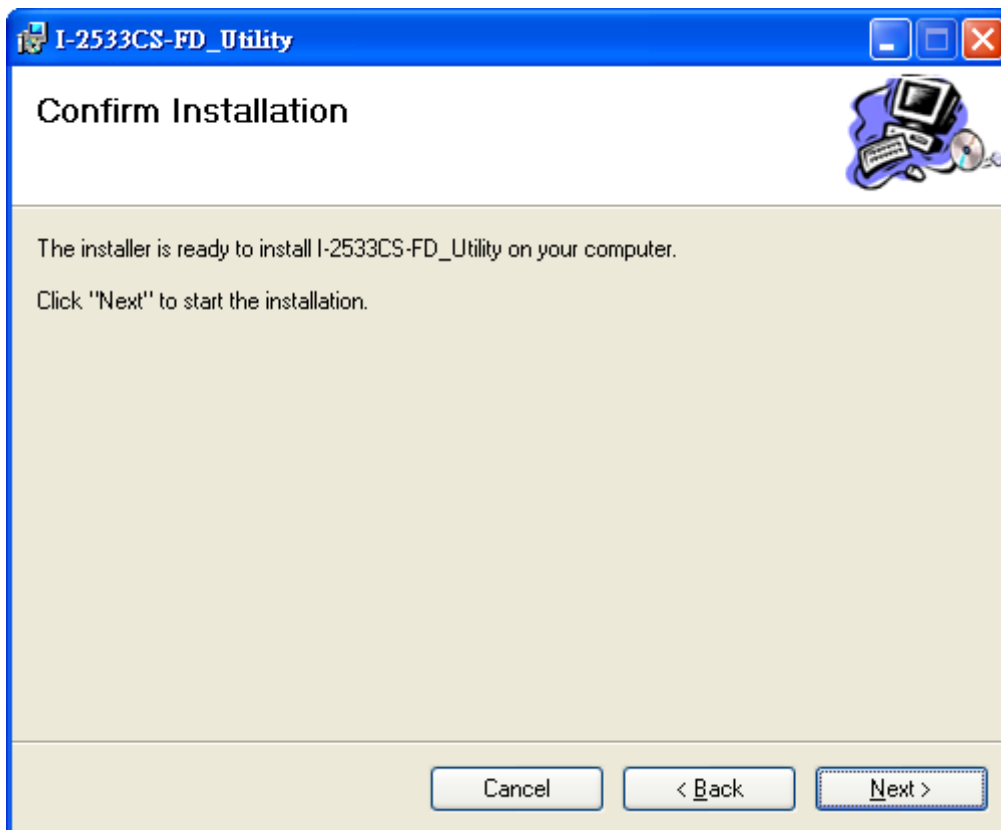 I-2533CS-FD_Utility
Confirm Installation
The installer is ready to install I-2533CS-FD_Utility on your computer.
Click "Next" to start the installation.
Cancel
< Back
Next >